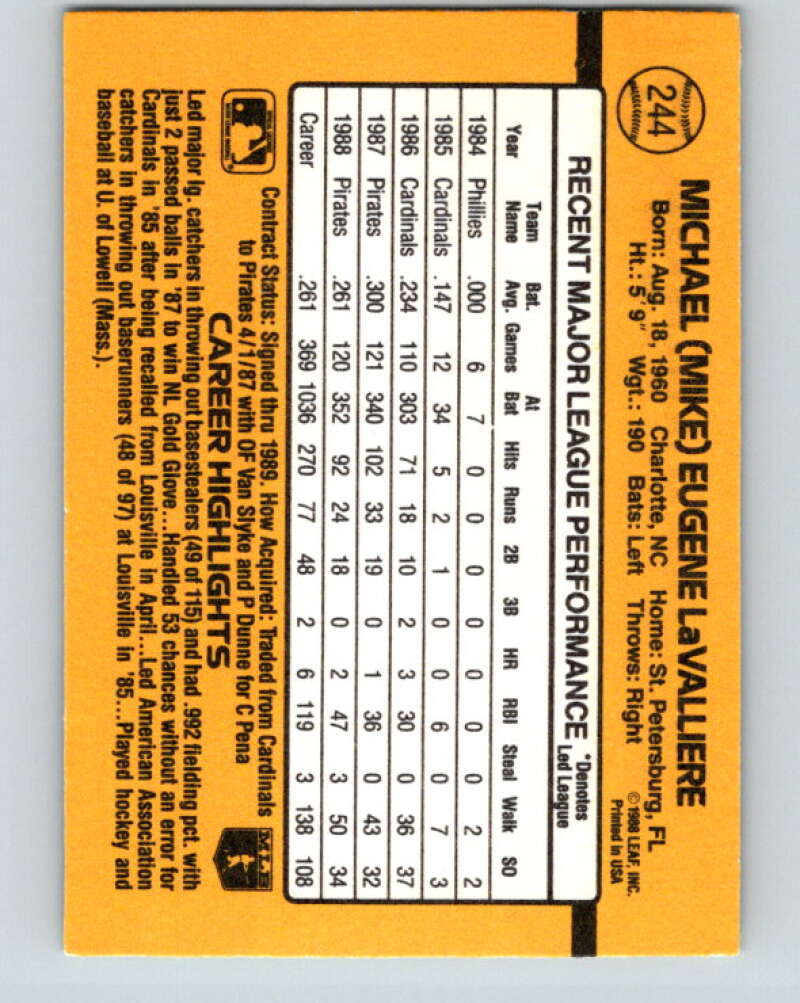 244
MICHAEL (MIKE) EUGENE LaVALLIERE
Born: Aug. 18, 1960 Charlotte, NC Home: St. Petersburg, FL
Ht.: 5' 9" Wgt.: 190 Bats: Left Throws: Right
©1988 LEAF, INC.
Printed in USA
RECENT MAJOR LEAGUE PERFORMANCE *Denotes
Led League
Year Team Name Bat. Avg. Games At Bat Hits Runs 2B 3B HR RBI Steal Walk SO
1984 Phillies .000 6 7 0 0 0 0 0 0 0 2 2
1985 Cardinals .147 12 34 5 2 1 0 0 6 0 7 3
1986 Cardinals .234 110 303 71 18 10 2 3 30 0 36 37
1987 Pirates .300 121 340 102 33 19 0 1 36 0 43 32
1988 Pirates .261 120 352 92 24 18 0 2 47 3 50 34
Career .261 369 1036 270 77 48 2 6 119 3 138 108
Contract Status: Signed thru 1989. How Acquired: Traded from Cardinals
to Pirates 4/1/87 with OF Van Slyke and P Dunne for C Pena
MLB
CAREER HIGHLIGHTS
Led major lg. catchers in throwing out basestealers (49 of 115) and had .992 fielding pct. with
just 2 passed balls in '87 to win NL Gold Glove...Handled 53 chances without an error for
Cardinals in '85 after being recalled from Louisville in April...Led American Association
catchers in throwing out baserunners (48 of 97) at Louisville in '85...Played hockey and
baseball at U. of Lowell (Mass.).